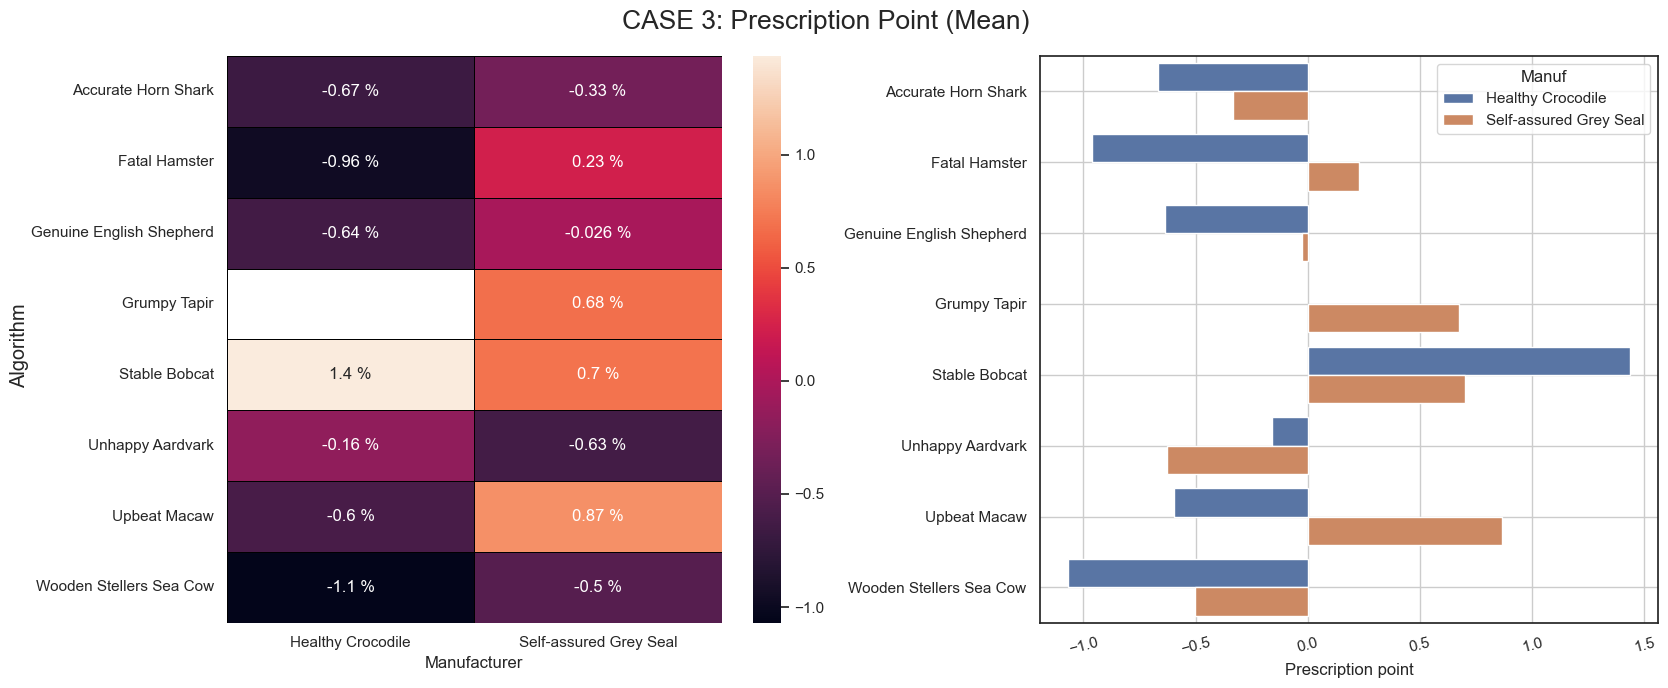 CASE 3: Prescription Point (Mean)
Algorithm
Accurate Horn Shark
Fatal Hamster
Genuine English Shepherd
Grumpy Tapir
Stable Bobcat
Unhappy Aardvark
Upbeat Macaw
Wooden Stellers Sea Cow
-0.67 %
-0.33 %
-0.96 %
0.23 %
-0.64 %
-0.026 %
0.68 %
1.4 %
0.7 %
-0.16 %
-0.63 %
-0.6 %
0.87 %
-1.1 %
-0.5 %
Healthy Crocodile
Self-assured Grey Seal
Manufacturer
1.0
0.5
0.0
−0.5
−1.0
Accurate Horn Shark
Fatal Hamster
Genuine English Shepherd
Grumpy Tapir
Stable Bobcat
Unhappy Aardvark
Upbeat Macaw
Wooden Stellers Sea Cow
Manuf
Healthy Crocodile
Self-assured Grey Seal
−1.0
−0.5
0.0
0.5
1.0
1.5
Prescription point